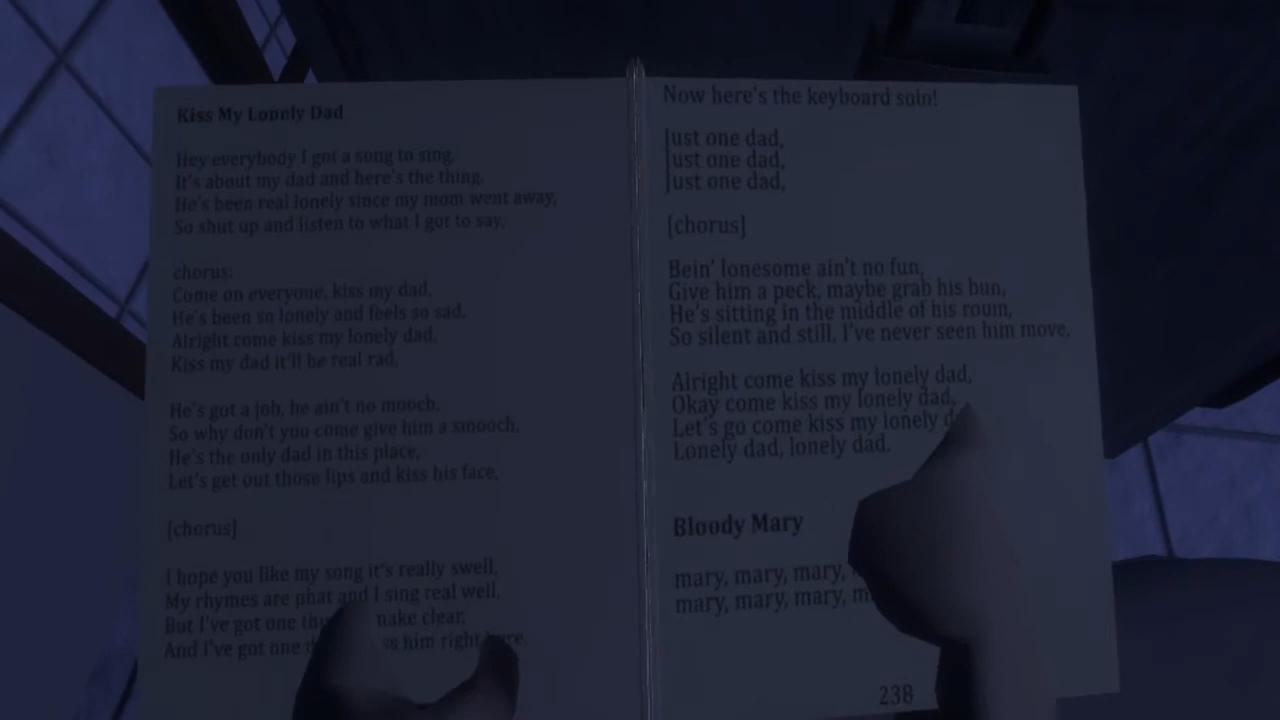 Kiss My Lonely Dad
Hey everybody I got a song to sing,
It's about my dad and here's the thing.
He's been real lonely since my mom went away,
So shut up and listen to what I got to say,
chorus:
Come on everyone, kiss my dad,
He's been so lonely and feels so sad.
Alright come kiss my lonely dad,
Kiss my dad it'll be real rad,
He's got a job, he ain't no mooch,
So why don't you come give him a smooch,
He's the only dad in this place,
Let's get out those lips and kiss his face,
[chorus]
I hope you like my song it's really swell,
My rhymes are phat and I sing real well,
But I've got one make clear,
And I've got one him right
Now here's the keyboard soin!
Just one dad,
Just one dad,
Just one dad,
[chorus]
Bein' lonesome ain't no fun,
Give him a peck, maybe grab his bun,
He's sitting in the middle of his roum,
So silent and still, I've never seen him move,
Alright come kiss my lonely dad,
Okay come kiss my lonely dad,
Let's go come kiss my lonely
Lonely dad, lonely dad.
Bloody Mary
mary, mary, mary,
mary, mary, mary,
238